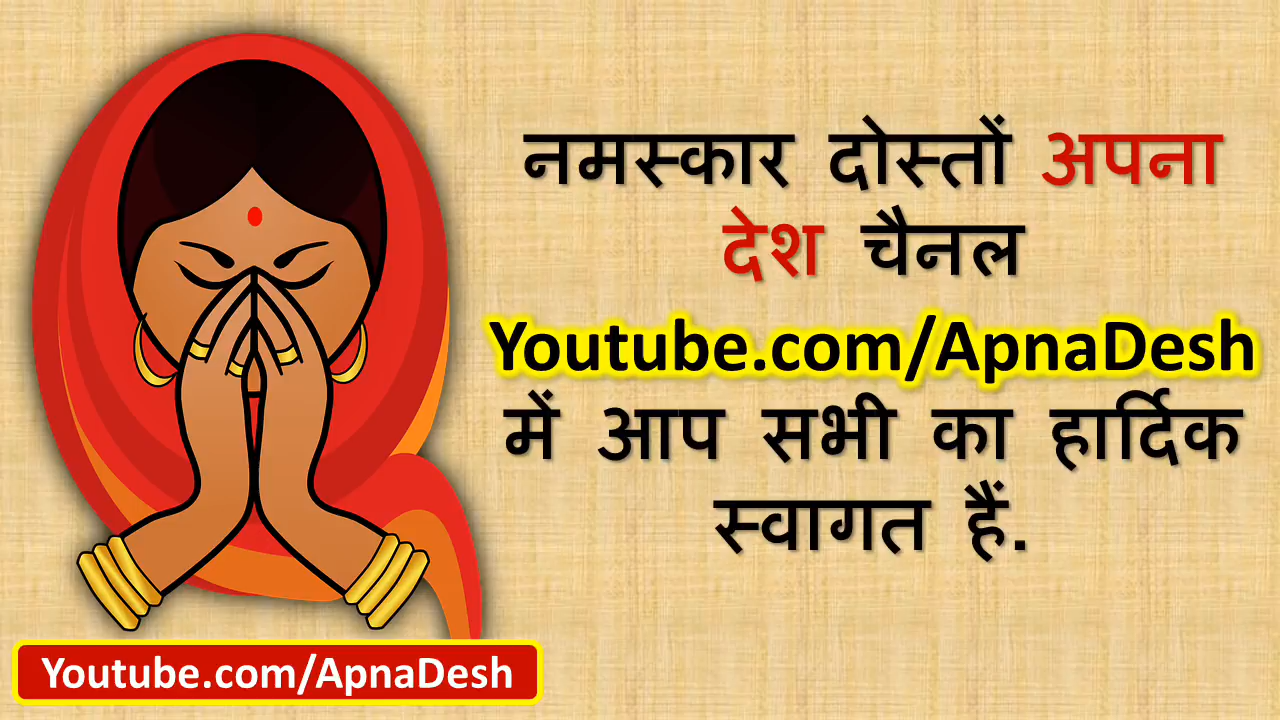 नमस्कार दोस्तों अपना
देश चैनल
Youtube.com/ApnaDesh
में आप सभी का हार्दिक
स्वागत हैं.
Youtube.com/ApnaDesh